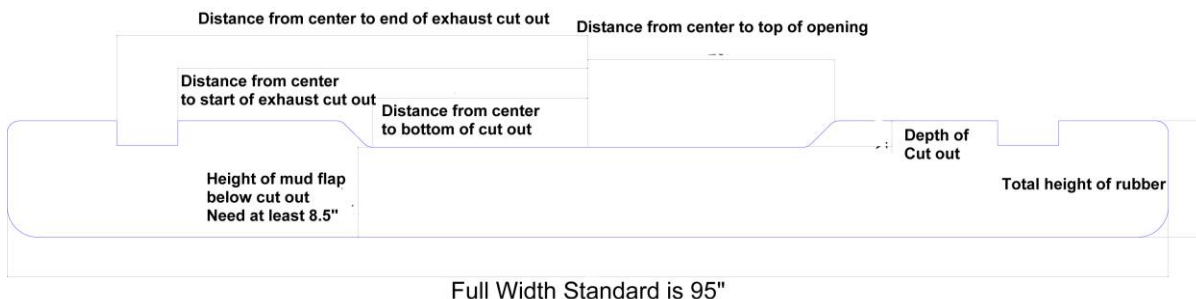 Distance from center to end of exhaust cut out
Distance from center to top of opening
Distance from center
to start of exhaust cut out
Distance from center
to bottom of cut out
Depth of
Cut out
Height of mud flap
below cut out
Need at least 8.5"
Total height of rubber
Full Width Standard is 95"